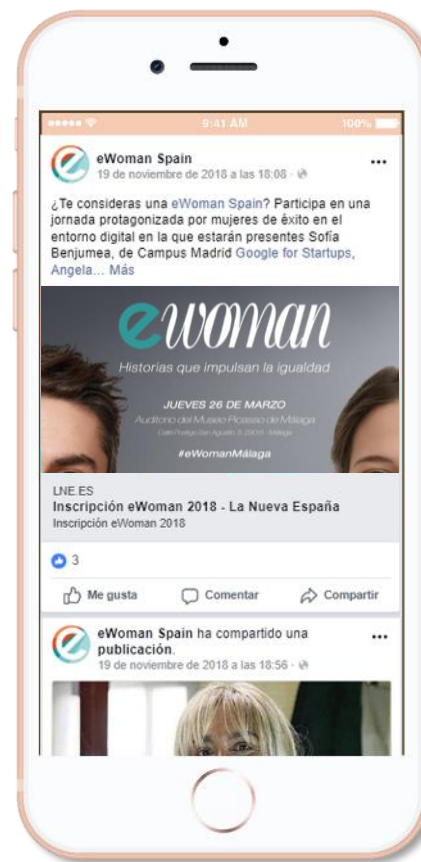 9:41 AM
100%
eWoman Spain
19 de noviembre de 2018 a las 18:08 ·
¿Te consideras una eWoman Spain? Participa en una
jornada protagonizada por mujeres de éxito en el
entorno digital en la que estarán presentes Sofía
Benjumea, de Campus Madrid Google for Startups,
Angela... Más
ewoman
Historias que impulsan la igualdad
JUEVES 26 DE MARZO
Auditorio del Museo Picasso de Málaga
#eWomanMálaga
LNE.ES
Inscripción eWoman 2018 - La Nueva España
Inscripción eWoman 2018
3
Me gusta
Comentar
Compartir
eWoman Spain ha compartido una
publicación.
19 de noviembre de 2018 a las 18:56 ·